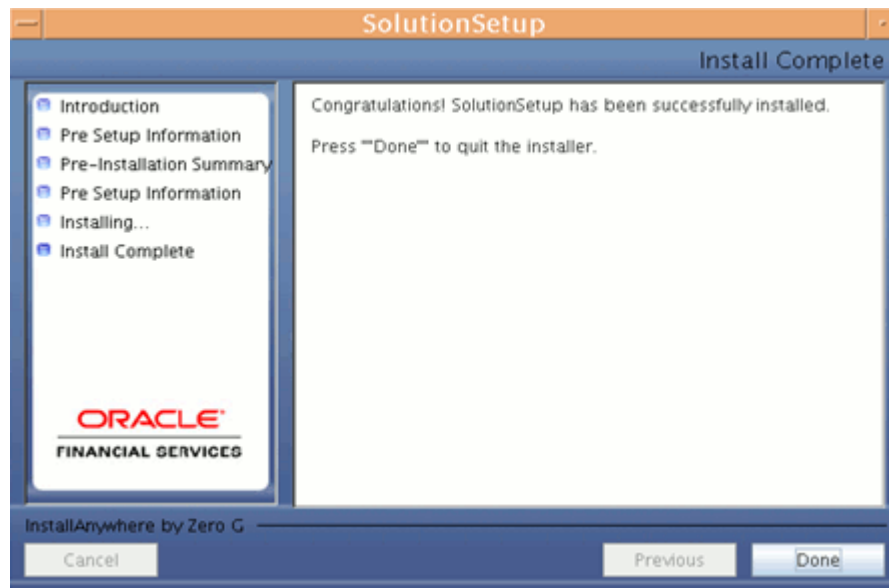 SolutionSetup
Install Complete
Introduction
Pre Setup Information
Pre-Installation Summary
Pre Setup Information
Installing...
Install Complete
ORACLE
FINANCIAL SERVICES
Congratulations! SolutionSetup has been successfully installed.
Press ""Done"" to quit the installer.
InstallAnywhere by Zero G
Cancel
Previous
Done